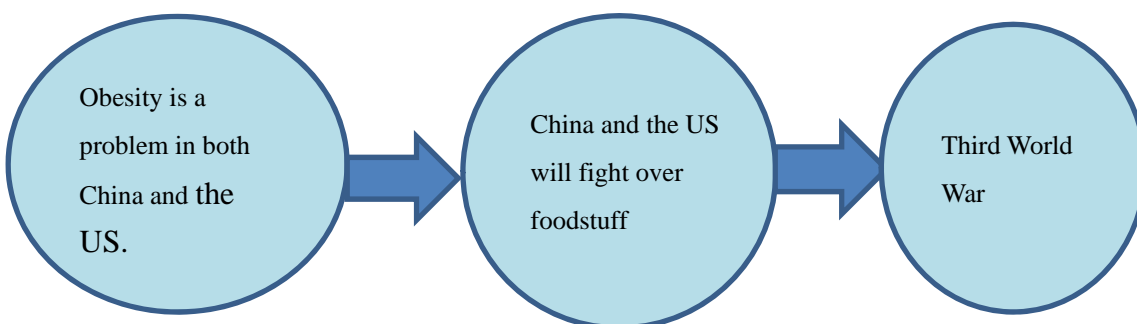 Obesity is a
problem in both
China and the
US.
China and the US
will fight over
foodstuff
Third World
War